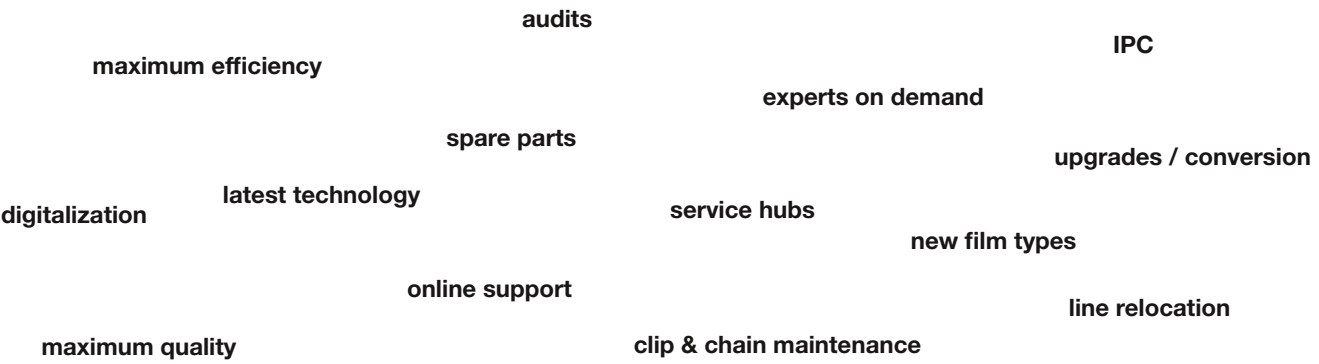 audits
IPC
maximum efficiency
experts on demand
spare parts
upgrades / conversion
latest technology
digitalization
service hubs
new film types
online support
line relocation
maximum quality
clip & chain maintenance